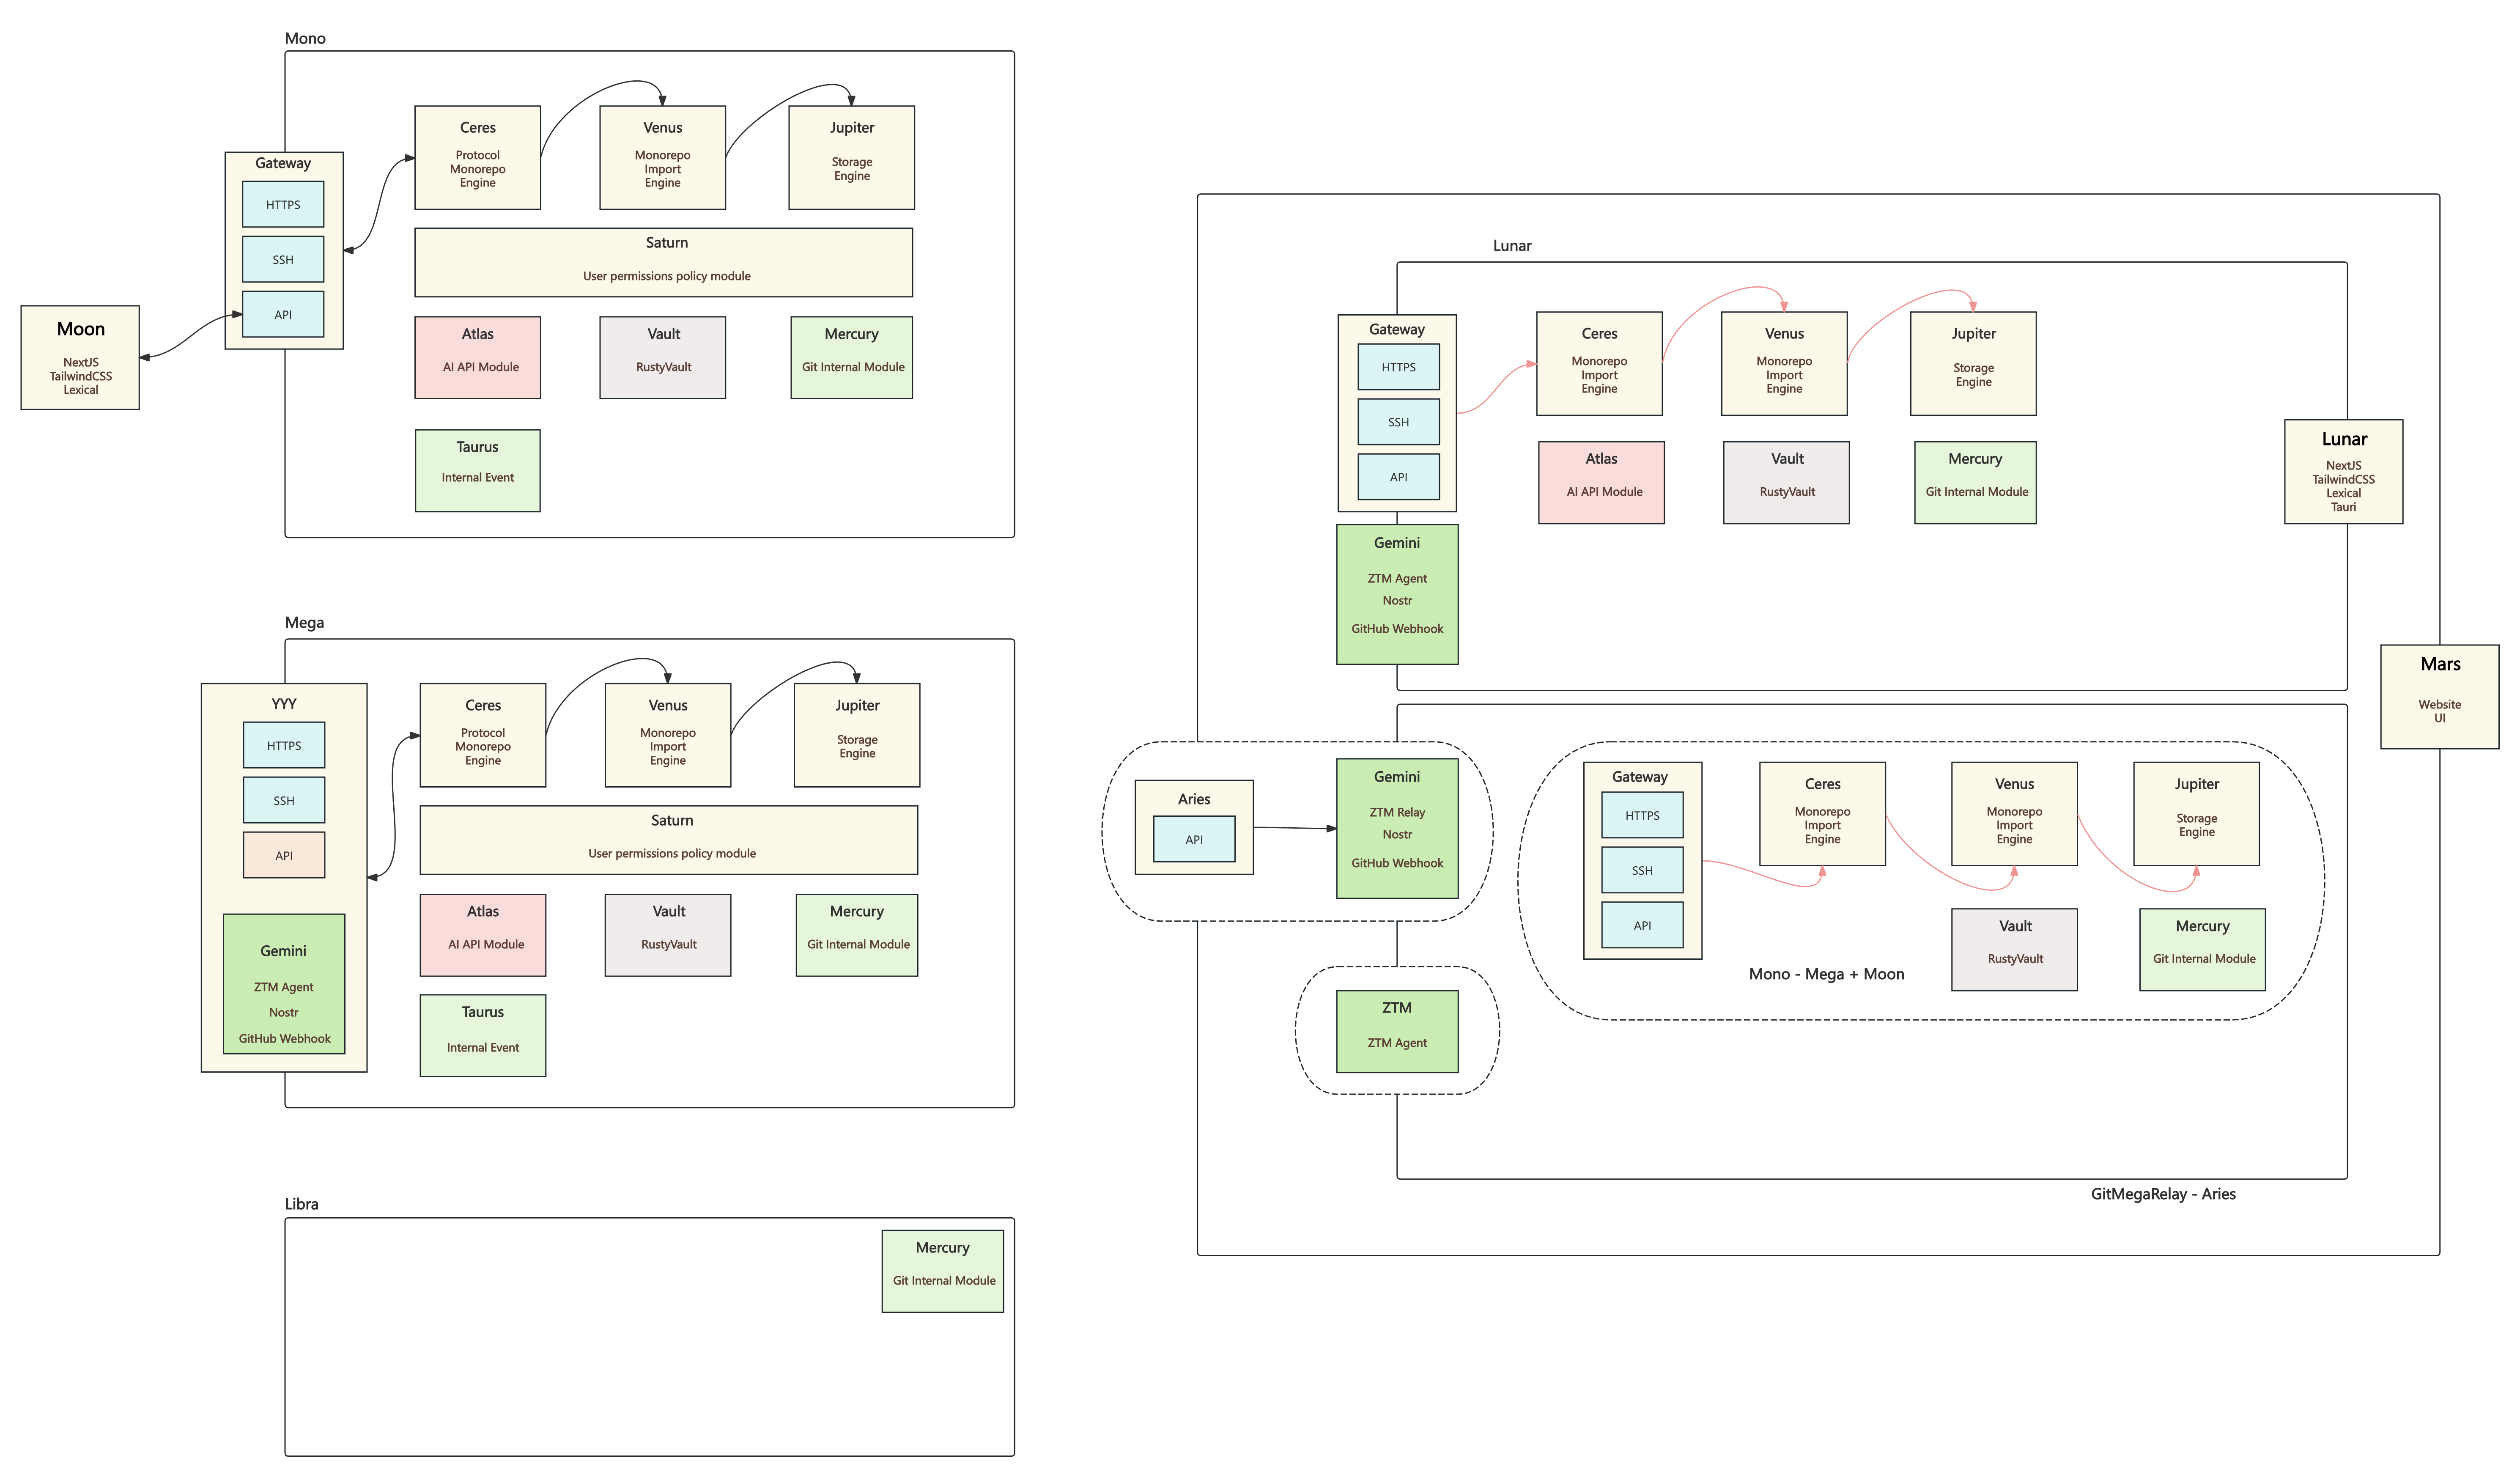 Mono
Gateway
HTTPS
SSH
API
Moon
NextJS
TailwindCSS
Lexical
Ceres
Protocol
Monorepo
Engine
Venus
Monorepo
Import
Engine
Jupiter
Storage
Engine
Saturn
User permissions policy module
Atlas
AI API Module
Vault
RustyVault
Mercury
Git Internal Module
Taurus
Internal Event
Mega
YYY
HTTPS
SSH
API
Gemini
ZTM Agent
Nostr
GitHub Webhook
Ceres
Protocol
Monorepo
Engine
Venus
Monorepo
Import
Engine
Jupiter
Storage
Engine
Saturn
User permissions policy module
Atlas
AI API Module
Vault
RustyVault
Mercury
Git Internal Module
Taurus
Internal Event
Libra
Mercury
Git Internal Module
Lunar
Gateway
HTTPS
SSH
API
Ceres
Monorepo
Import
Engine
Venus
Monorepo
Import
Engine
Jupiter
Storage
Engine
Atlas
AI API Module
Vault
RustyVault
Mercury
Git Internal Module
Lunar
NextJS
TailwindCSS
Lexical
Tauri
Gemini
ZTM Agent
Nostr
GitHub Webhook
Mars
Website
UI
Aries
API
Gemini
ZTM Relay
Nostr
GitHub Webhook
Gateway
HTTPS
SSH
API
Ceres
Monorepo
Import
Engine
Venus
Monorepo
Import
Engine
Jupiter
Storage
Engine
Mono - Mega + Moon
Vault
RustyVault
Mercury
Git Internal Module
ZTM
ZTM Agent
GitMegaRelay - Aries